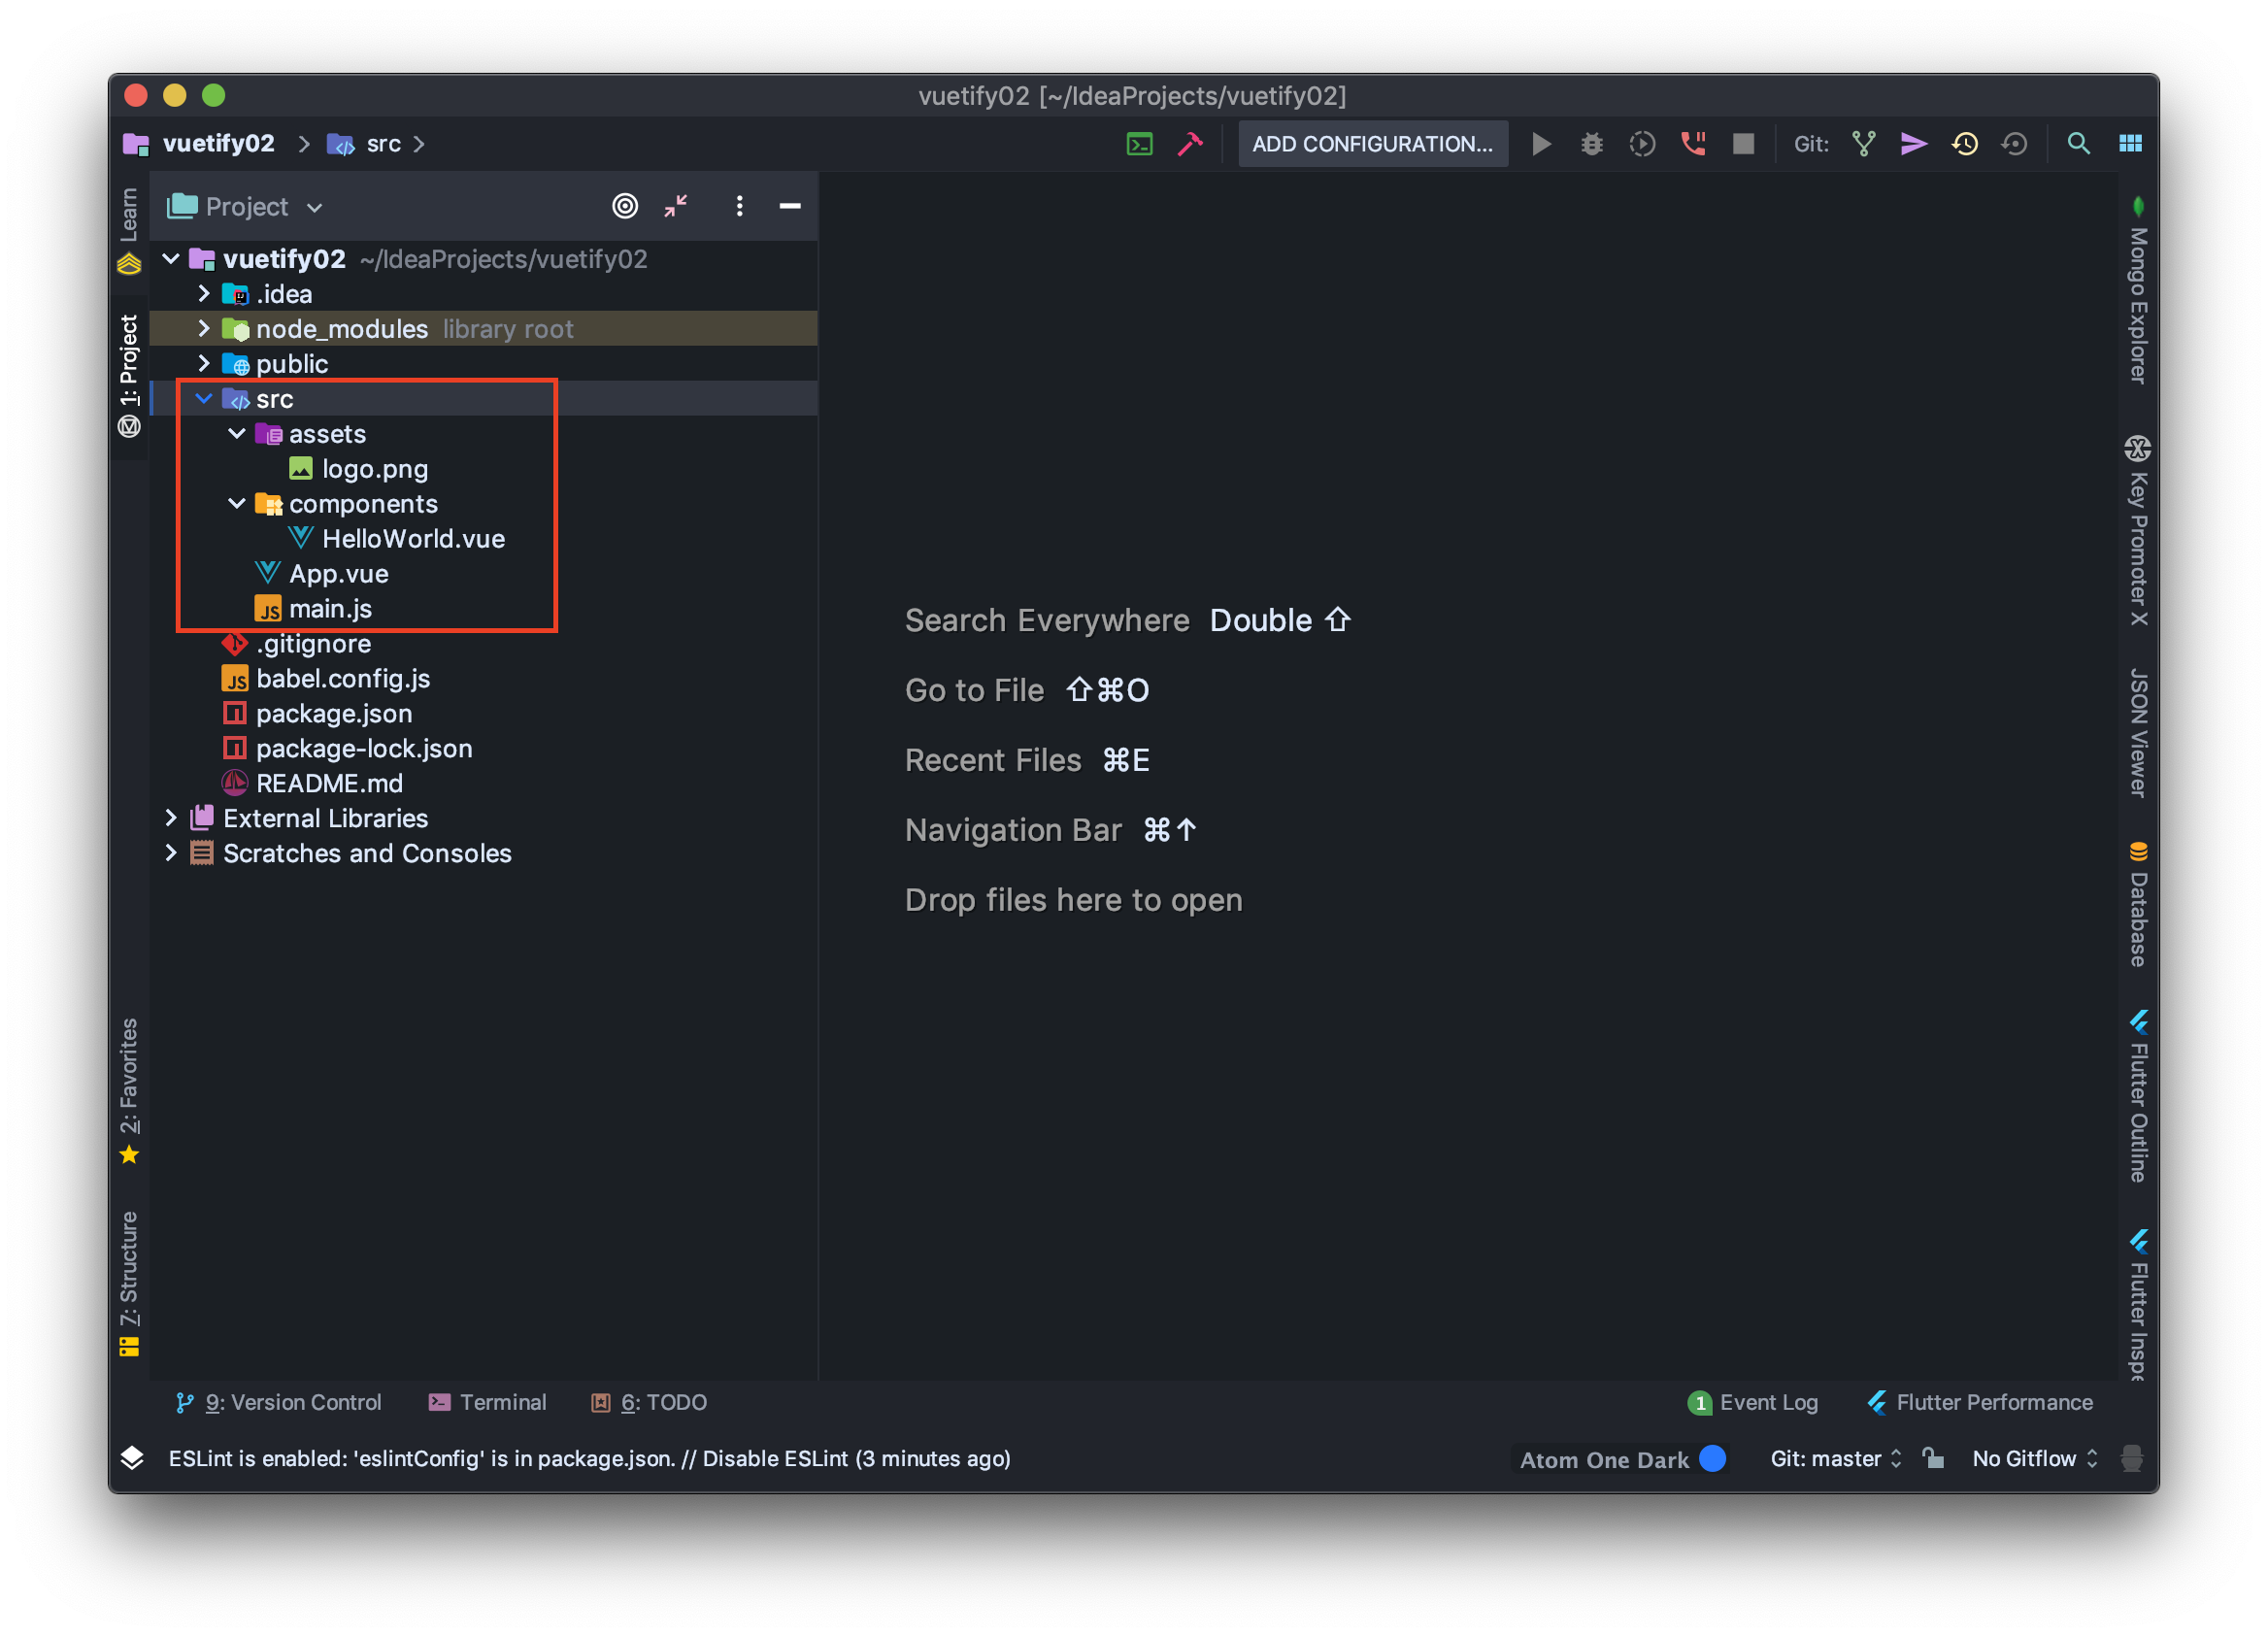 vuetify02 [~/IdeaProjects/vuetify02]
vuetify02 src ADD CONFIGURATION... Git:
Project
vuetify02 ~/IdeaProjects/vuetify02
.idea
node_modules library root
public
src
assets
logo.png
components
HelloWorld.vue
App.vue
JS main.js
.gitignore
JS babel.config.js
package.json
package-lock.json
README.md
External Libraries
Scratches and Consoles
Learn
1: Project
2: Favorites
7: Structure
Search Everywhere Double ⇧
Go to File ⇧⌘O
Recent Files ⌘E
Navigation Bar ⌘↑
Drop files here to open
Mongo Explorer
Key Promoter X
JSON Viewer
Database
Flutter Outline
Flutter Inspe
9: Version Control Terminal 6: TODO 1 Event Log Flutter Performance
ESLint is enabled: 'eslintConfig' is in package.json. // Disable ESLint (3 minutes ago) Atom One Dark Git: master No Gitflow